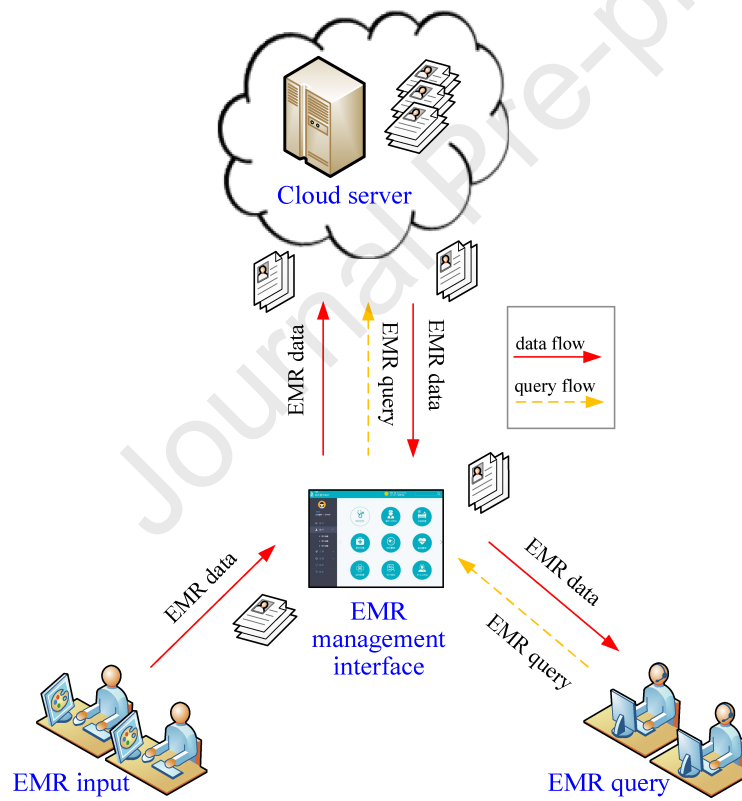 Journal Pre-pr
Cloud server
EMR data
EMR query
EMR data
data flow
query flow
EMR data
EMR management interface
EMR data
EMR query
EMR input
EMR query